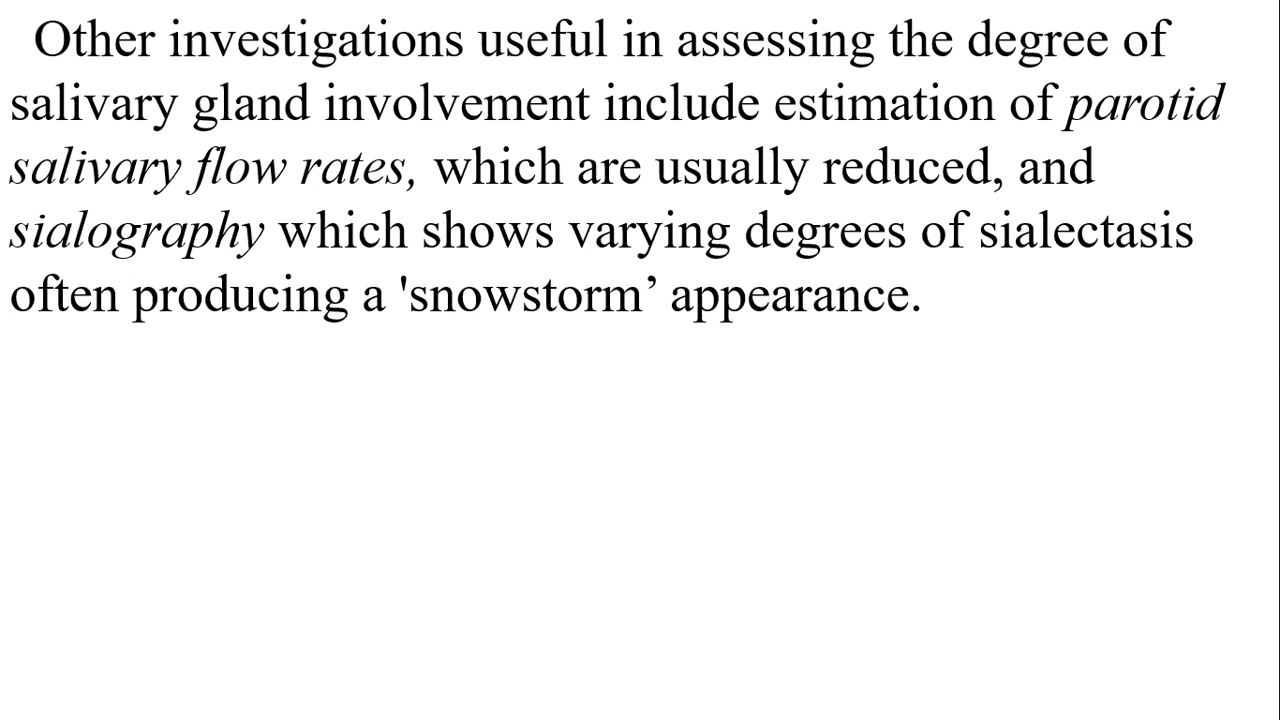 Other investigations useful in assessing the degree of
salivary gland involvement include estimation of parotid
salivary flow rates, which are usually reduced, and
sialography which shows varying degrees of sialectasis
often producing a 'snowstorm’ appearance.